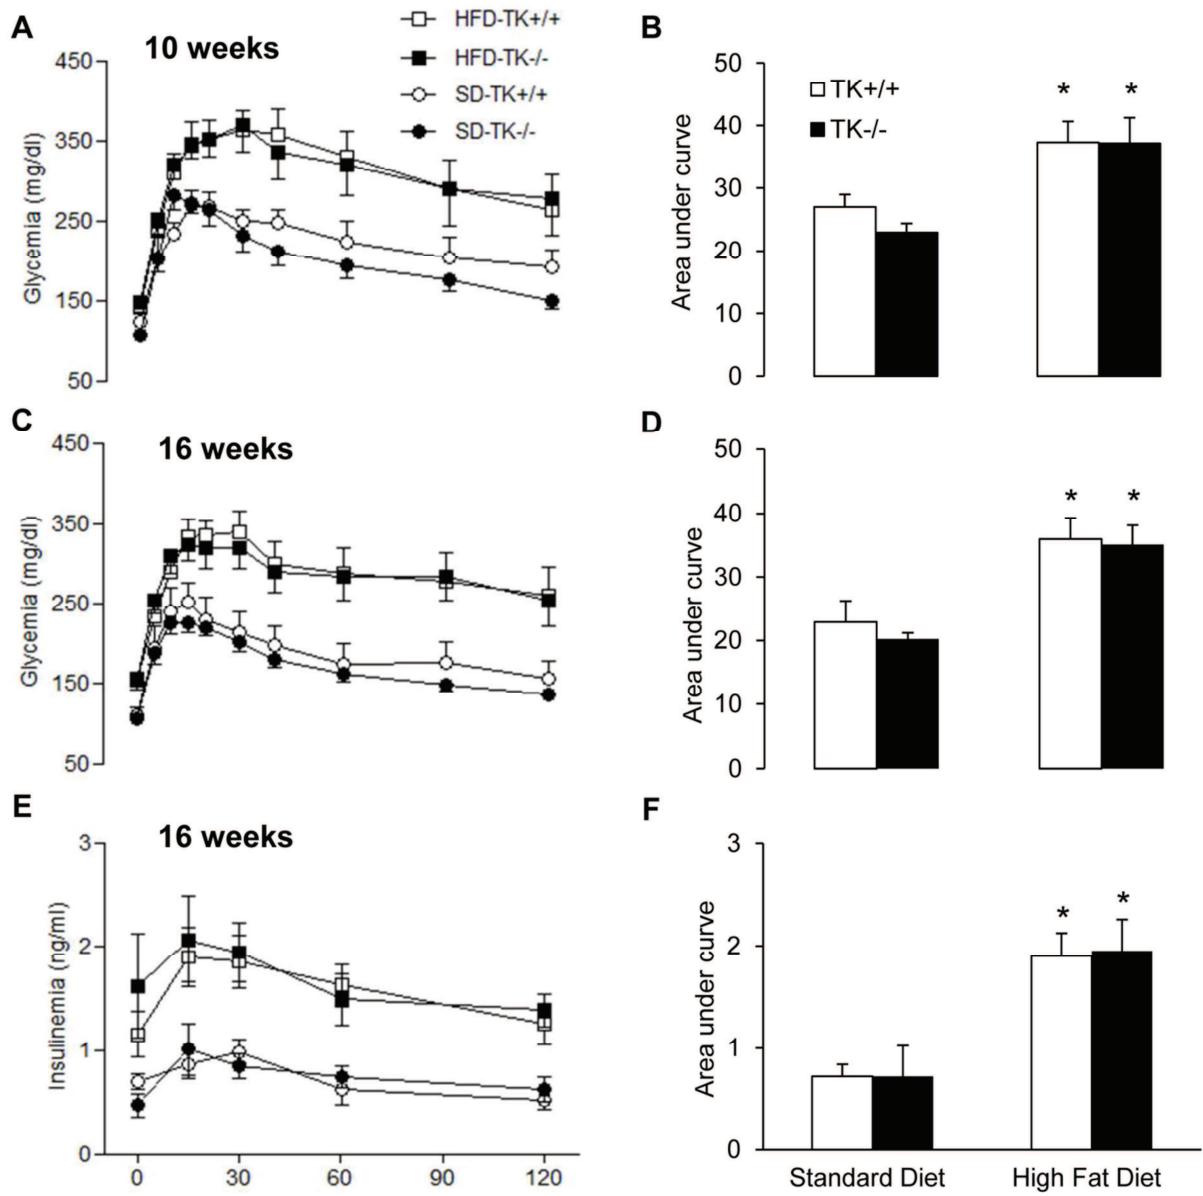 A
10 weeks
HFD-TK+/+
HFD-TK-/-
SD-TK+/+
SD-TK-/-
450
350
250
150
50
Glycemia (mg/dl)
B
50
40
30
20
10
0
Area under curve
TK+/+
TK-/-
*
*
C
16 weeks
450
350
250
150
50
Glycemia (mg/dl)
D
50
40
30
20
10
0
Area under curve
*
*
E
16 weeks
3
2
1
0
Insulinemia (ng/ml)
0 30 60 90 120
F
3
2
1
0
Area under curve
*
*
Standard Diet High Fat Diet